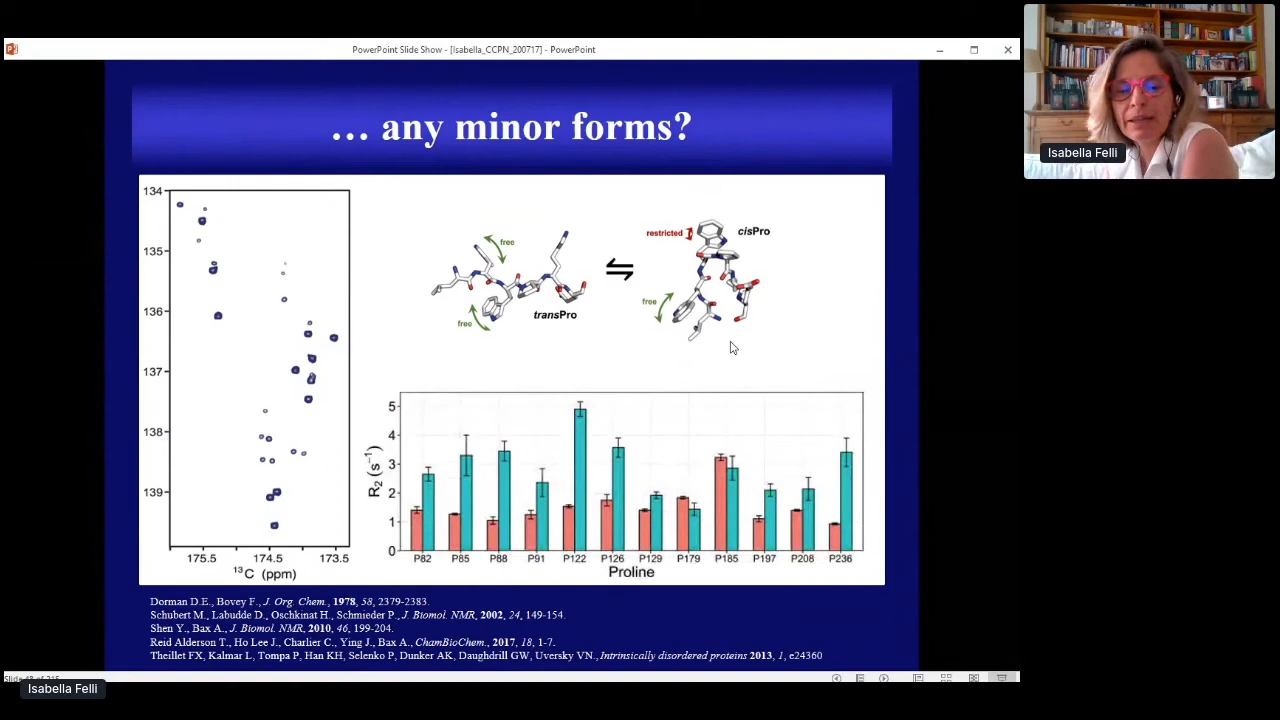 PowerPoint Slide Show - [Isabella_CCPN_200717] - PowerPoint
Isabella Felli
… any minor forms?
134
135
136
137
138
139
175.5 174.5 173.5
13C (ppm)
free
free
transPro
restricted
cisPro
free
5
4
3
2
1
0
R2 (s-1)
P82 P85 P88 P91 P122 P126 P129 P179 P185 P197 P208 P236
Proline
Dorman D.E., Bovey F., J. Org. Chem., 1978, 58, 2379-2383.
Schubert M., Labudde D., Oschkinat H., Schmieder P., J. Biomol. NMR, 2002, 24, 149-154.
Shen Y., Bax A., J. Biomol. NMR, 2010, 46, 199-204.
Reid Alderson T., Ho Lee J., Charlier C., Ying J., Bax A., ChamBioChem., 2017, 18, 1-7.
Theillet FX, Kalmar L, Tompa P, Han KH, Selenko P, Dunker AK, Daughdrill GW, Uversky VN., Intrinsically disordered proteins 2013, 1, e24360
Isabella Felli